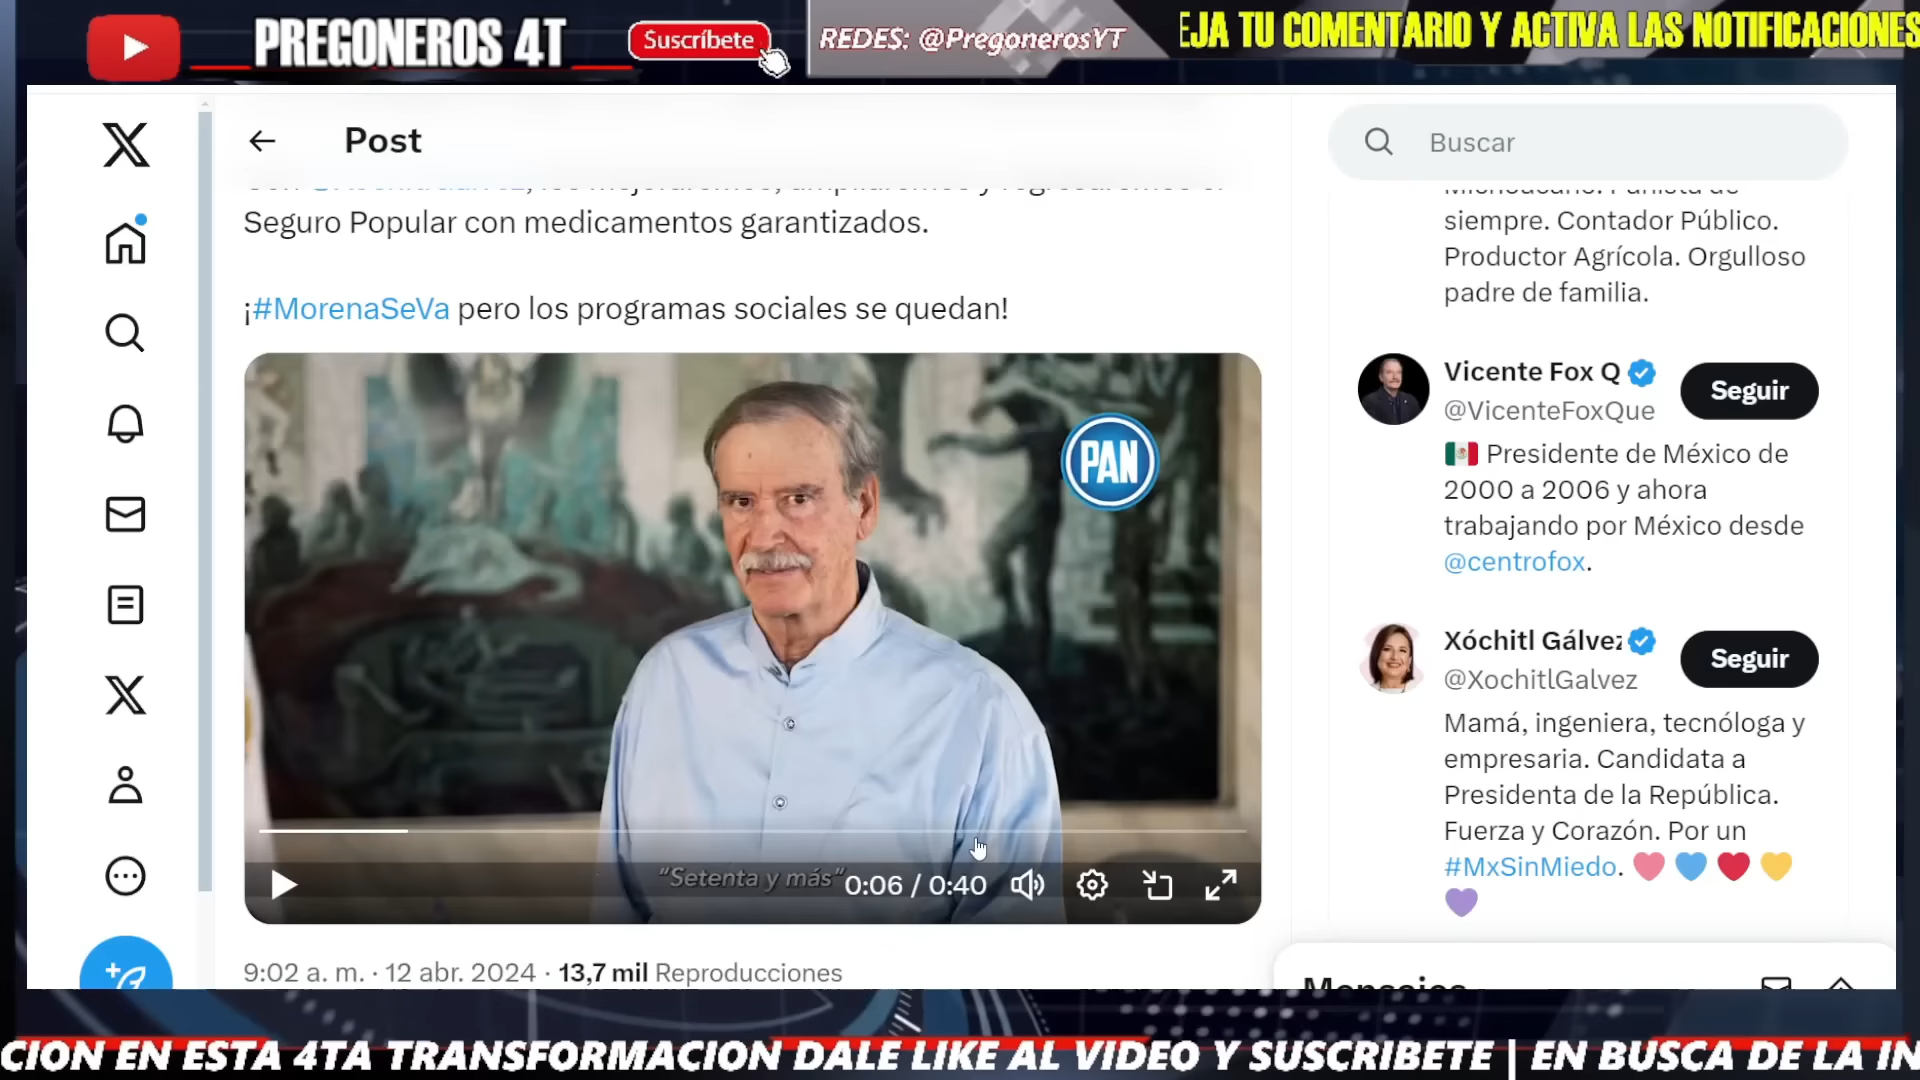 PREGONEROS 4T
Suscríbete
REDES: @PregonerosYT
EJA TU COMENTARIO Y ACTIVA LAS NOTIFICACIONES
Post
Seguro Popular con medicamentos garantizados.
¡#MorenaSeVa pero los programas sociales se quedan!
PAN
"Setenta y más"
0:06 / 0:40
9:02 a. m. · 12 abr. 2024 · 13,7 mil Reproducciones
Buscar
siempre. Contador Público.
Productor Agrícola. Orgulloso
padre de familia.
Vicente Fox Q
@VicenteFoxQue
Seguir
Presidente de México de
2000 a 2006 y ahora
trabajando por México desde
@centrofox.
Xóchitl Gálvez
@XochitlGalvez
Seguir
Mamá, ingeniera, tecnóloga y
empresaria. Candidata a
Presidenta de la República.
Fuerza y Corazón. Por un
#MxSinMiedo.
Mensajes
CION EN ESTA 4TA TRANSFORMACION DALE LIKE AL VIDEO Y SUSCRIBETE | EN BUSCA DE LA IN